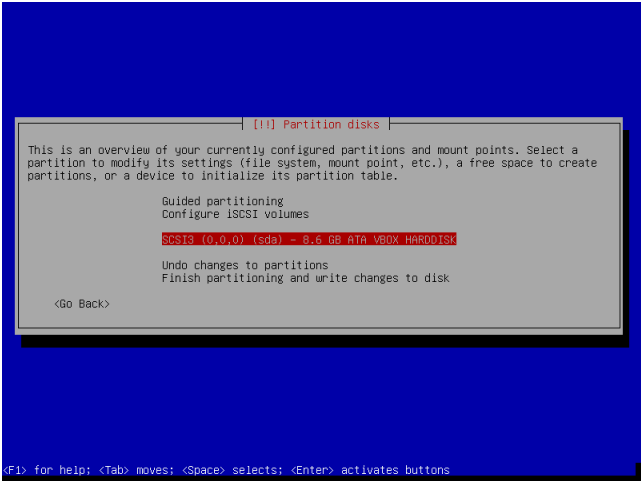 [!!] Partition disks
This is an overview of your currently configured partitions and mount points. Select a
partition to modify its settings (file system, mount point, etc.), a free space to create
partitions, or a device to initialize its partition table.
Guided partitioning
Configure iSCSI volumes
SCSI3 (0,0,0) (sda) - 8.6 GB ATA VBOX HARDDISK
Undo changes to partitions
Finish partitioning and write changes to disk
<Go Back>
<F1> for help; <Tab> moves; <Space> selects; <Enter> activates buttons